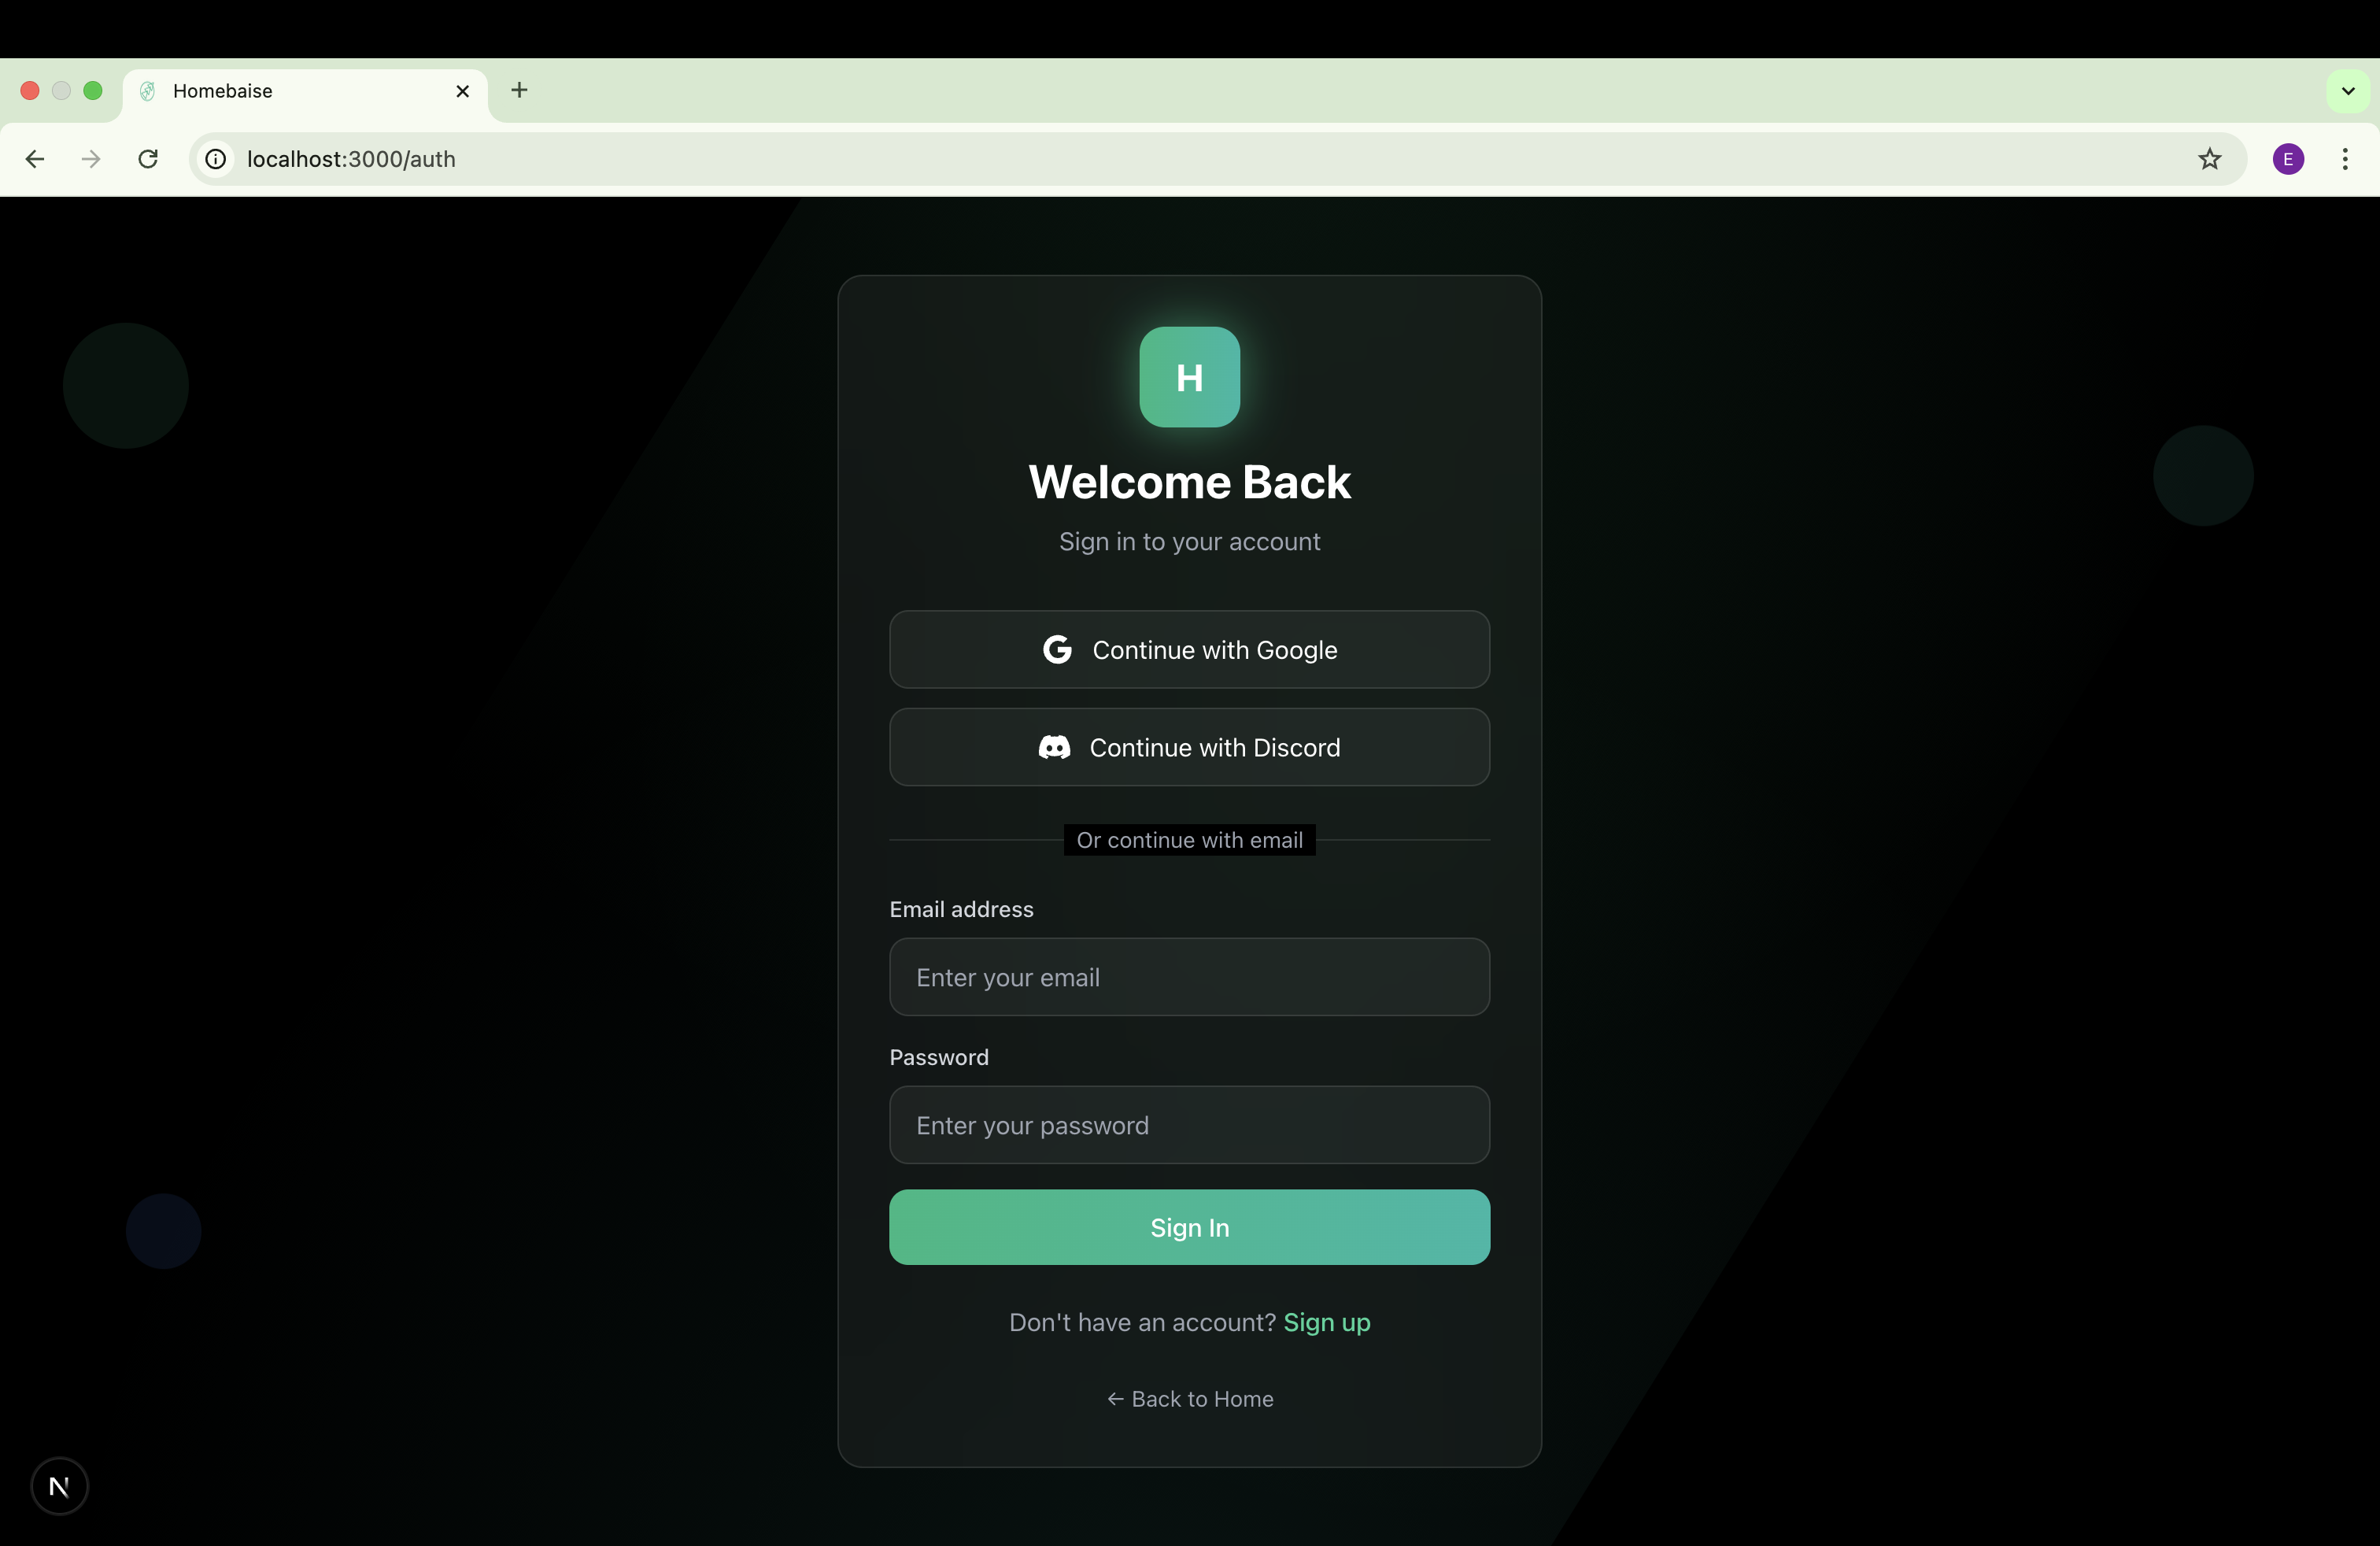 Homebaise
localhost:3000/auth
E
H
Welcome Back
Sign in to your account
G Continue with Google
Continue with Discord
Or continue with email
Email address
Enter your email
Password
Enter your password
Sign In
Don't have an account? Sign up
← Back to Home
N